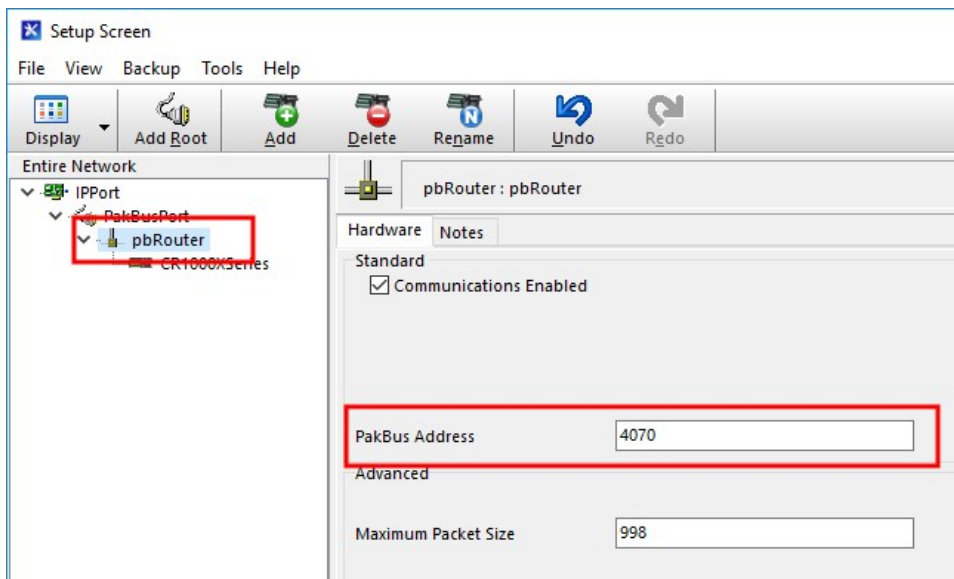 Setup Screen
File View Backup Tools Help
Display Add Root Add Delete Rename Undo Redo
Entire Network
IPPort
PakBusPort
pbRouter
CR1000XSeries
pbRouter : pbRouter
Hardware Notes
Standard
Communications Enabled
PakBus Address 4070
Advanced
Maximum Packet Size 998